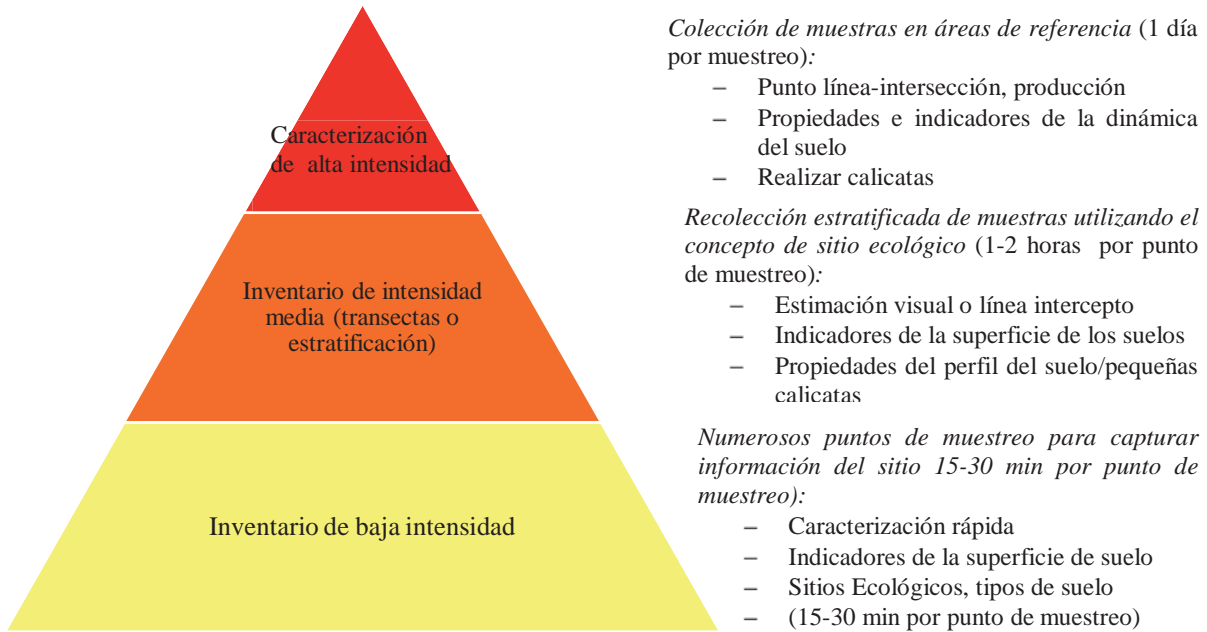 Caracterización
de alta intensidad
Colección de muestras en áreas de referencia (1 día
por muestreo):
– Punto línea-intersección, producción
– Propiedades e indicadores de la dinámica
del suelo
– Realizar calicatas
Inventario de intensidad
media (transectas o
estratificación)
Recolección estratificada de muestras utilizando el
concepto de sitio ecológico (1-2 horas por punto
de muestreo):
– Estimación visual o línea intercepto
– Indicadores de la superficie de los suelos
– Propiedades del perfil del suelo/pequeñas
calicatas
Inventario de baja intensidad
Numerosos puntos de muestreo para capturar
información del sitio 15-30 min por punto de
muestreo):
– Caracterización rápida
– Indicadores de la superficie de suelo
– Sitios Ecológicos, tipos de suelo
– (15-30 min por punto de muestreo)